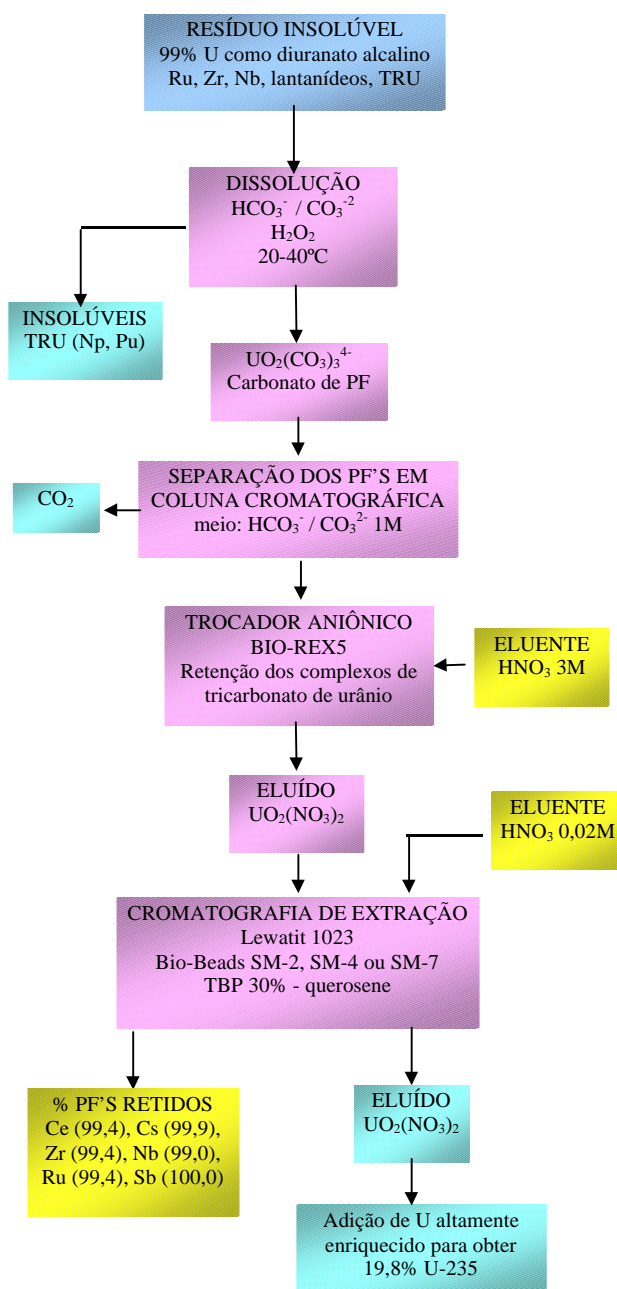 RESÍDUO INSOLÚVEL
99% U como diuranato alcalino
Ru, Zr, Nb, lantanídeos, TRU
DISSOLUÇÃO
HCO₃⁻ / CO₃⁻²
H₂O₂
20-40ºC
INSOLÚVEIS
TRU (Np, Pu)
UO₂(CO₃)₃⁴⁻
Carbonato de PF
SEPARAÇÃO DOS PF'S EM
COLUNA CROMATOGRÁFICA
meio: HCO₃⁻ / CO₃²⁻ 1M
CO₂
TROCADOR ANIÔNICO
BIO-REX5
Retenção dos complexos de
tricarbonato de urânio
ELUENTE
HNO₃ 3M
ELUÍDO
UO₂(NO₃)₂
ELUENTE
HNO₃ 0,02M
CROMATOGRAFIA DE EXTRAÇÃO
Lewatit 1023
Bio-Beads SM-2, SM-4 ou SM-7
TBP 30% - querosene
% PF'S RETIDOS
Ce (99,4), Cs (99,9),
Zr (99,4), Nb (99,0),
Ru (99,4), Sb (100,0)
ELUÍDO
UO₂(NO₃)₂
Adição de U altamente
enriquecido para obter
19,8% U-235